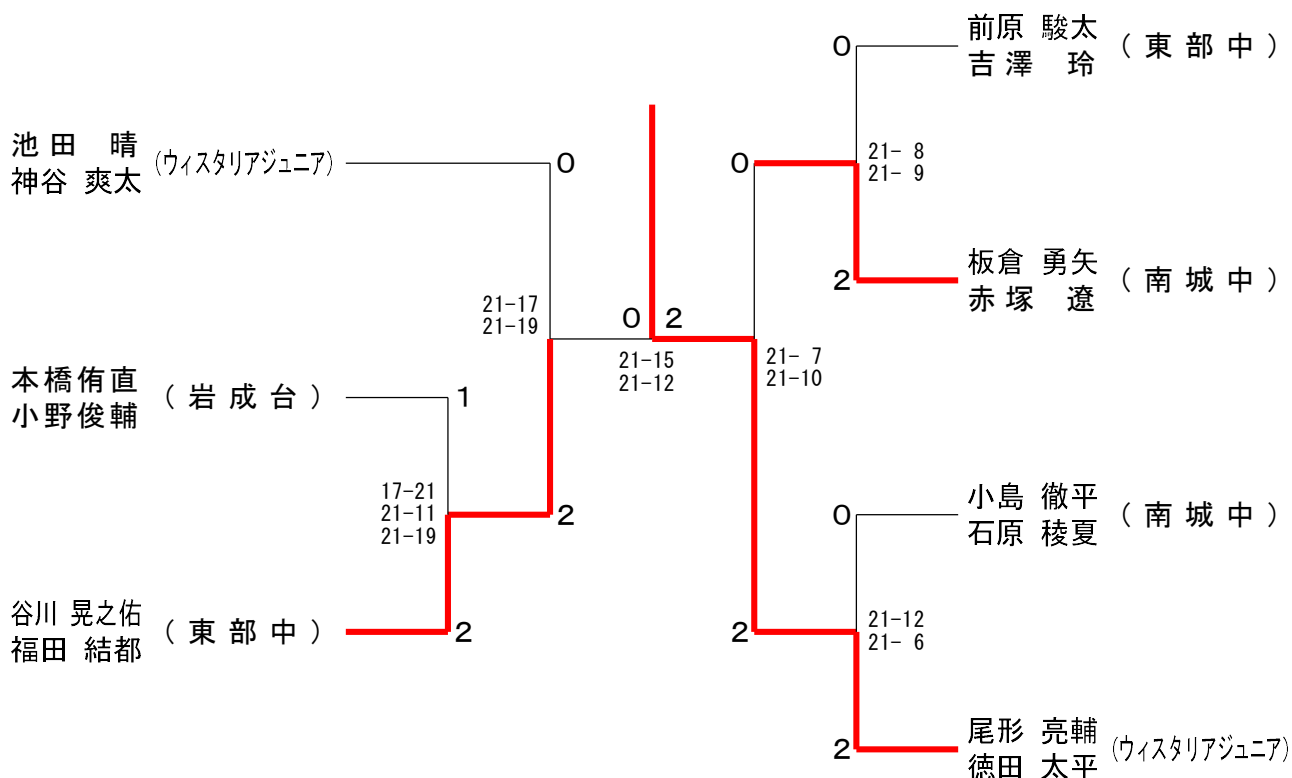 池田 晴
神谷 爽太
(ウィスタリアジュニア)
0
21-17
21-19
本橋侑直
小野俊輔
(岩成台)
1
17-21
21-11
21-19
2
谷川 晃之佑
福田 結都
(東部中)
2
0 2
21-15
21-12
前原 駿太
吉澤 玲
(東部中)
0
21- 8
21- 9
0
板倉 勇矢
赤塚 遼
(南城中)
2
21- 7
21-10
小島 徹平
石原 稜夏
(南城中)
0
21-12
21- 6
2
尾形 亮輔
徳田 太平
(ウィスタリアジュニア)
2